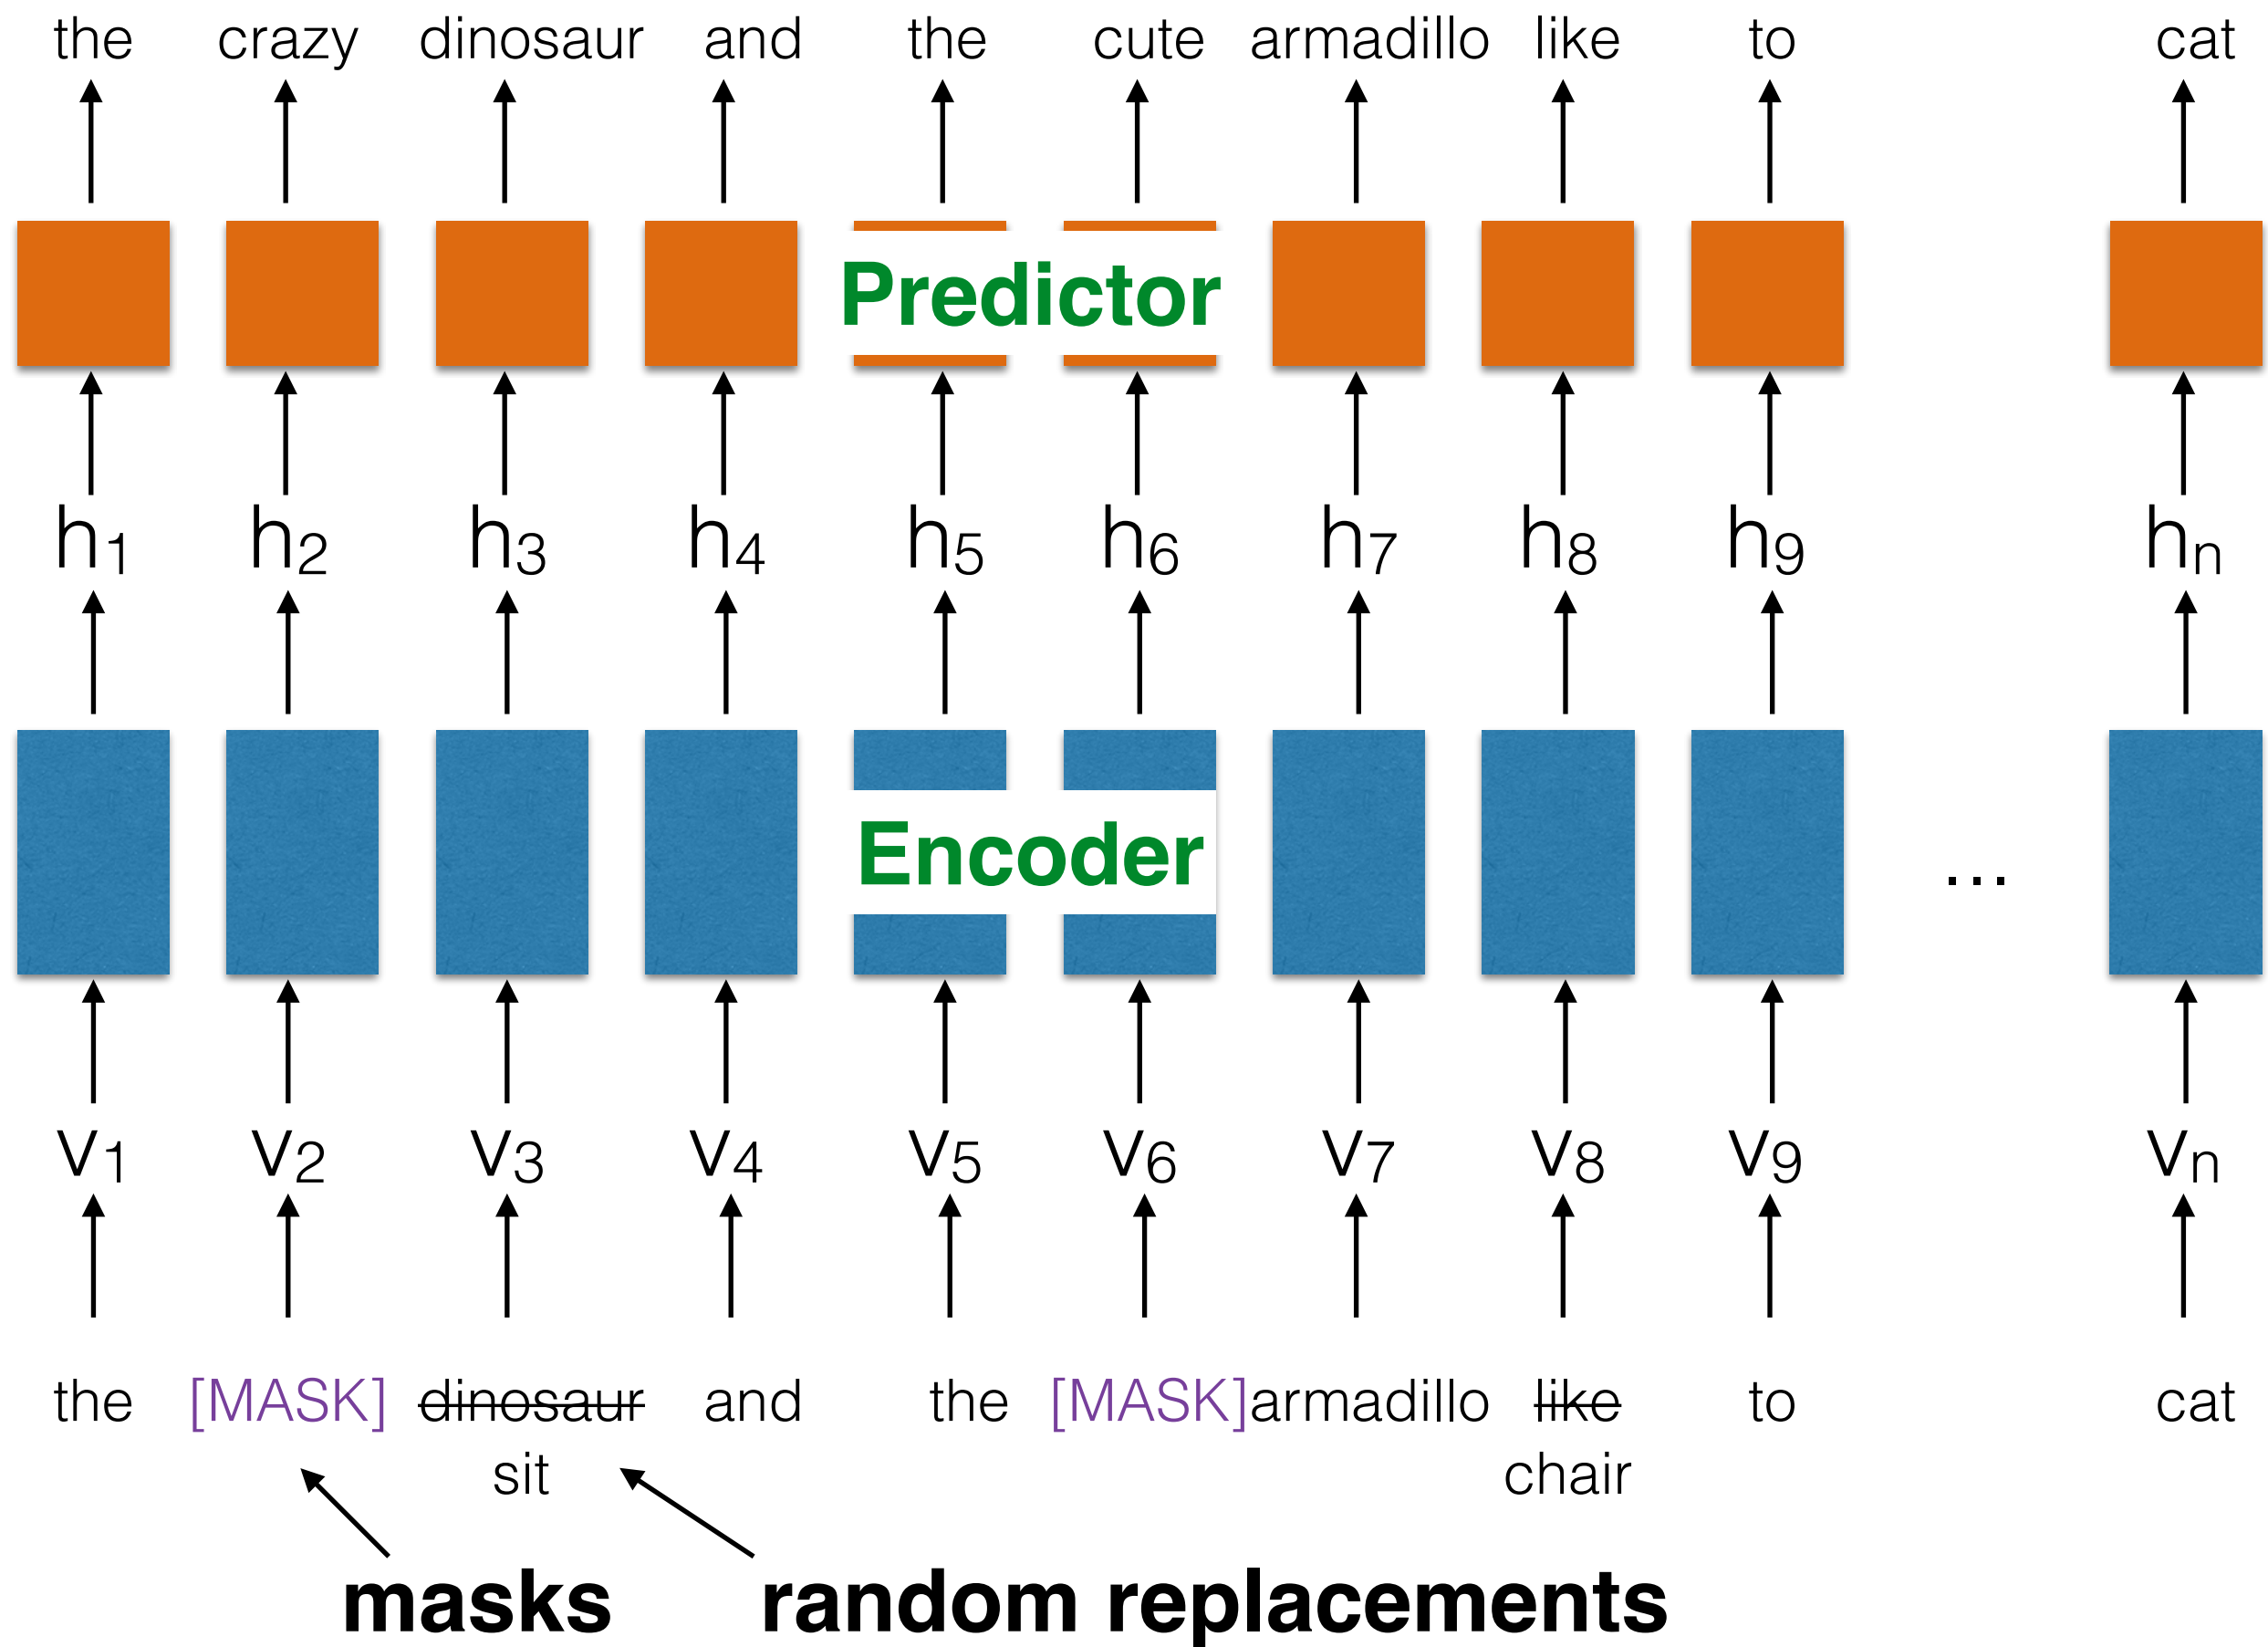 the crazy dinosaur and the cute armadillo like to cat
Predictor
h1 h2 h3 h4 h5 h6 h7 h8 h9 hn
Encoder
...
v1 v2 v3 v4 v5 v6 v7 v8 v9 vn
the [MASK] dinosaur and the [MASK] armadillo like to cat
sit chair
masks random replacements